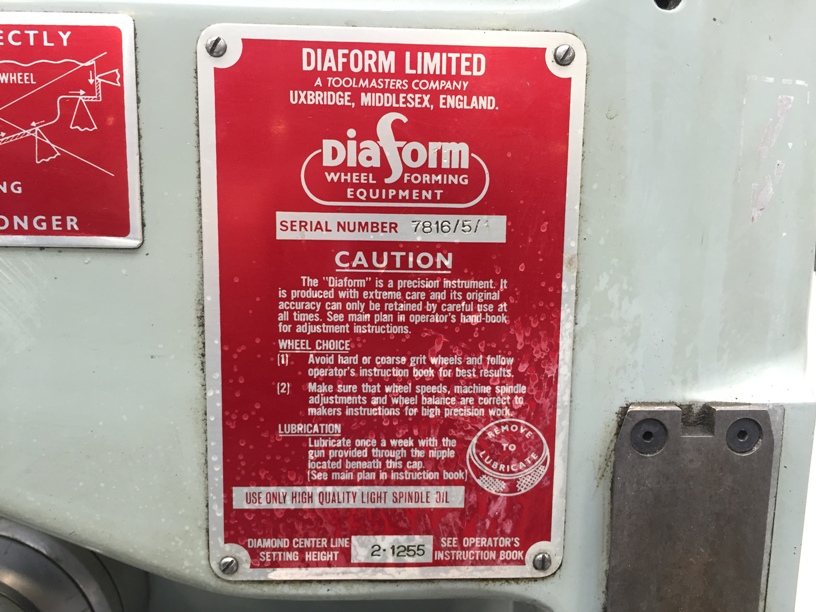 ECTLY
WHEEL
NG
ONGER
DIAFORM LIMITED
A TOOLMASTERS COMPANY
UXBRIDGE, MIDDLESEX, ENGLAND.
Diaform
WHEEL FORMING
EQUIPMENT
SERIAL NUMBER 7816/5/
CAUTION
The "Diaform" is a precision instrument. It
is produced with extreme care and its original
accuracy can only be retained by careful use at
all times. See main plan in operator's hand-book
for adjustment instructions.
WHEEL CHOICE
(1) Avoid hard or coarse grit wheels and follow
operator's instruction book for best results.
(2) Make sure that wheel speeds, machine spindle
adjustments and wheel balance are correct to
makers instructions for high precision work.
LUBRICATION
Lubricate once a week with the
gun provided through the nipple
located beneath this cap.
(See main plan in instruction book)
REMOVE
TO
LUBRICATE
USE ONLY HIGH QUALITY LIGHT SPINDLE OIL
DIAMOND CENTER LINE
SETTING HEIGHT
2·1255
SEE OPERATOR'S
INSTRUCTION BOOK